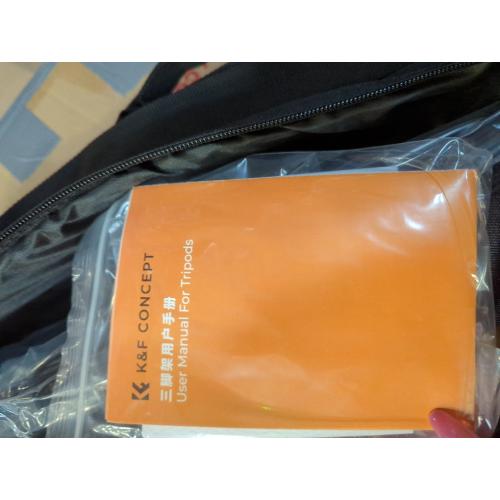 K&F CONCEPT
三脚架用户手册
User Manual For Tripods